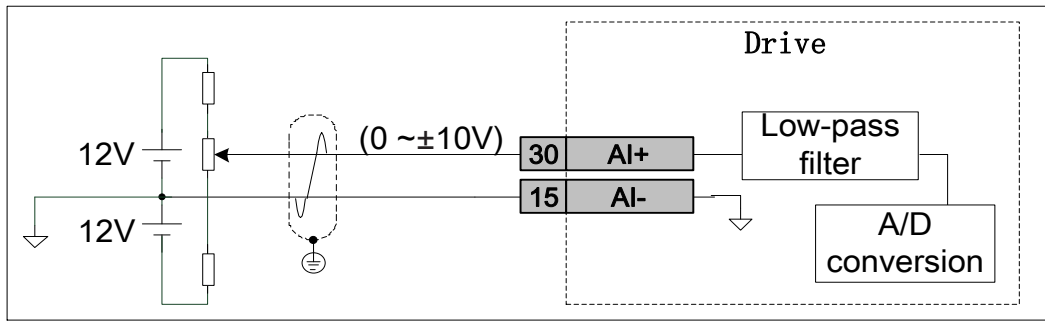 Drive
12V
(0 ~±10V)
30 AI+
Low-pass
filter
12V
15 AI-
A/D
conversion